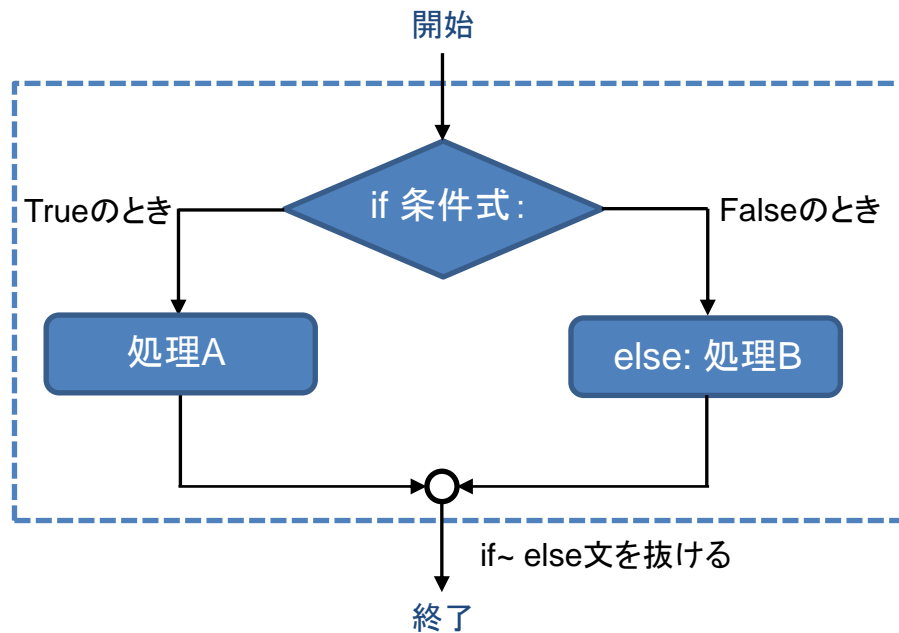 開始
if 条件式：
Trueのとき
Falseのとき
処理A
else: 処理B
if~ else文を抜ける
終了